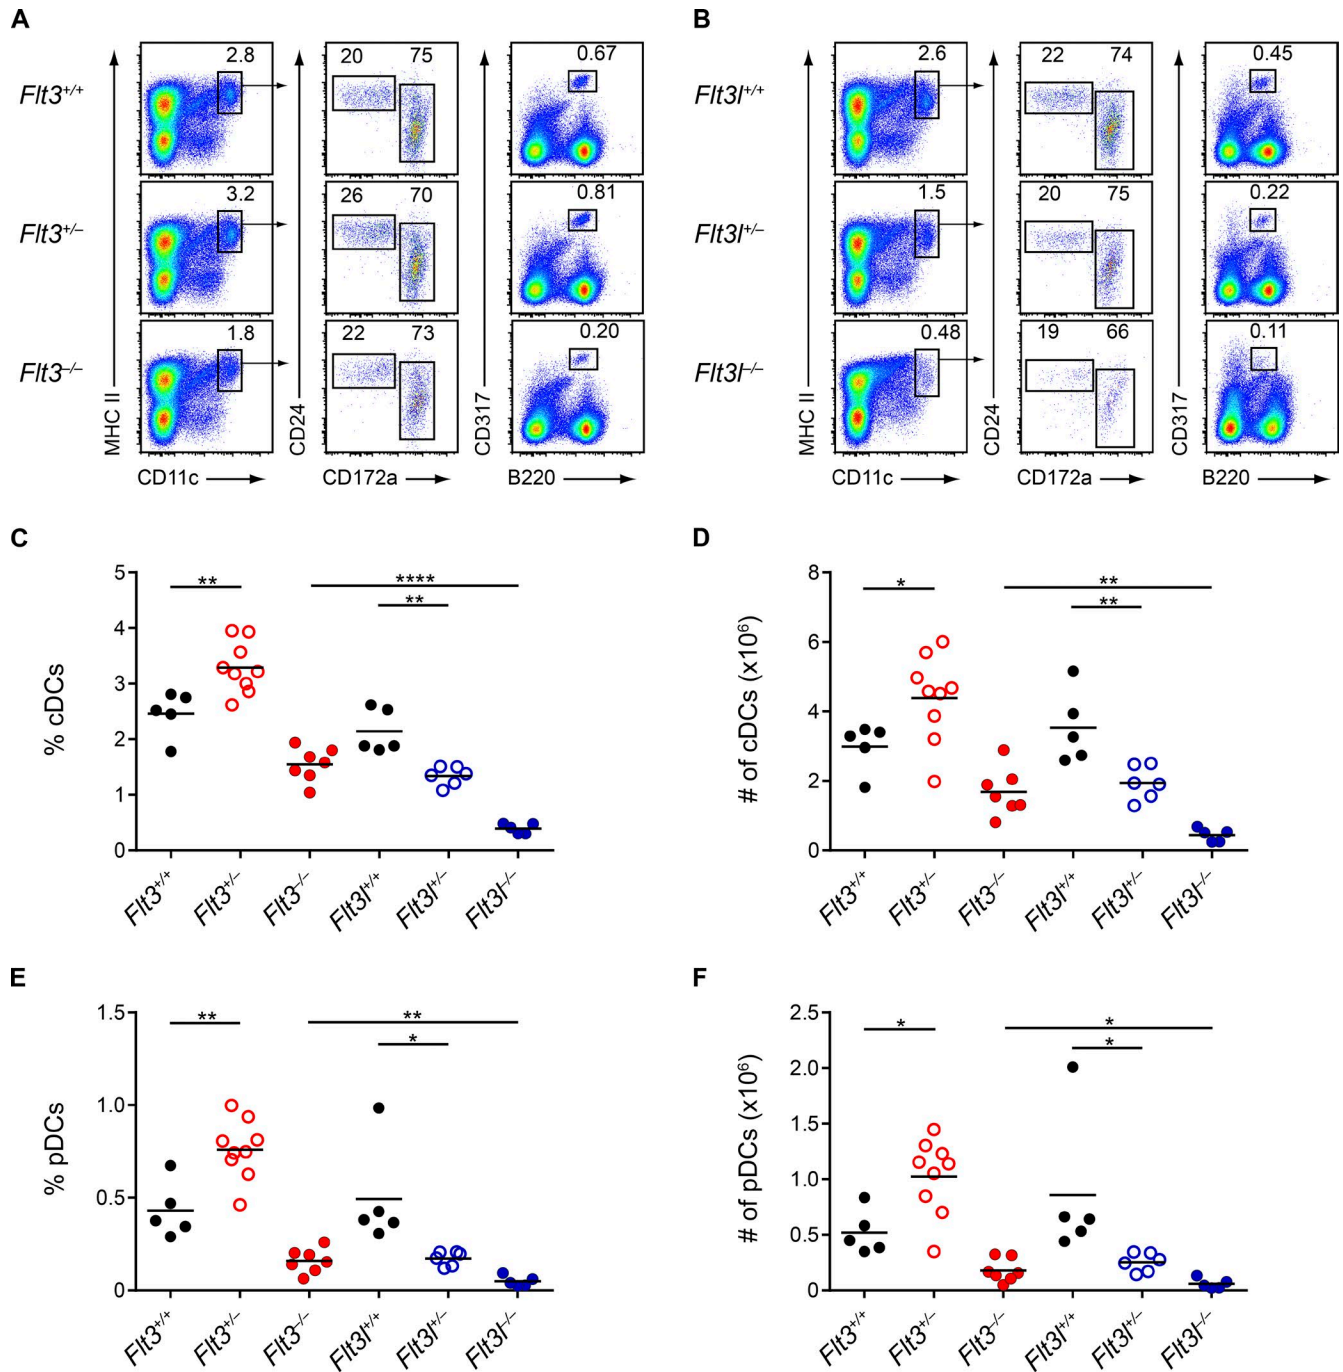 A B
2.8 20 75 0.67 2.6 22 74 0.45
Flt3+/+ Flt3l+/+
3.2 26 70 0.81 1.5 20 75 0.22
Flt3+/− Flt3l+/−
1.8 22 73 0.20 0.48 19 66 0.11
Flt3−/− Flt3l−/−
MHC II CD24 CD317 MHC II CD24 CD317
CD11c CD172a B220 CD11c CD172a B220
C
% cDCs
5
4
3
2
1
0
** **** **
Flt3+/+ Flt3+/− Flt3−/− Flt3l+/+ Flt3l+/− Flt3l−/−
D
# of cDCs (x10⁶)
8
6
4
2
0
* ** **
Flt3+/+ Flt3+/− Flt3−/− Flt3l+/+ Flt3l+/− Flt3l−/−
E
% pDCs
1.5
1.0
0.5
0
** ** *
Flt3+/+ Flt3+/− Flt3−/− Flt3l+/+ Flt3l+/− Flt3l−/−
F
# of pDCs (x10⁶)
2.5
2.0
1.5
1.0
0.5
0
* * *
Flt3+/+ Flt3+/− Flt3−/− Flt3l+/+ Flt3l+/− Flt3l−/−